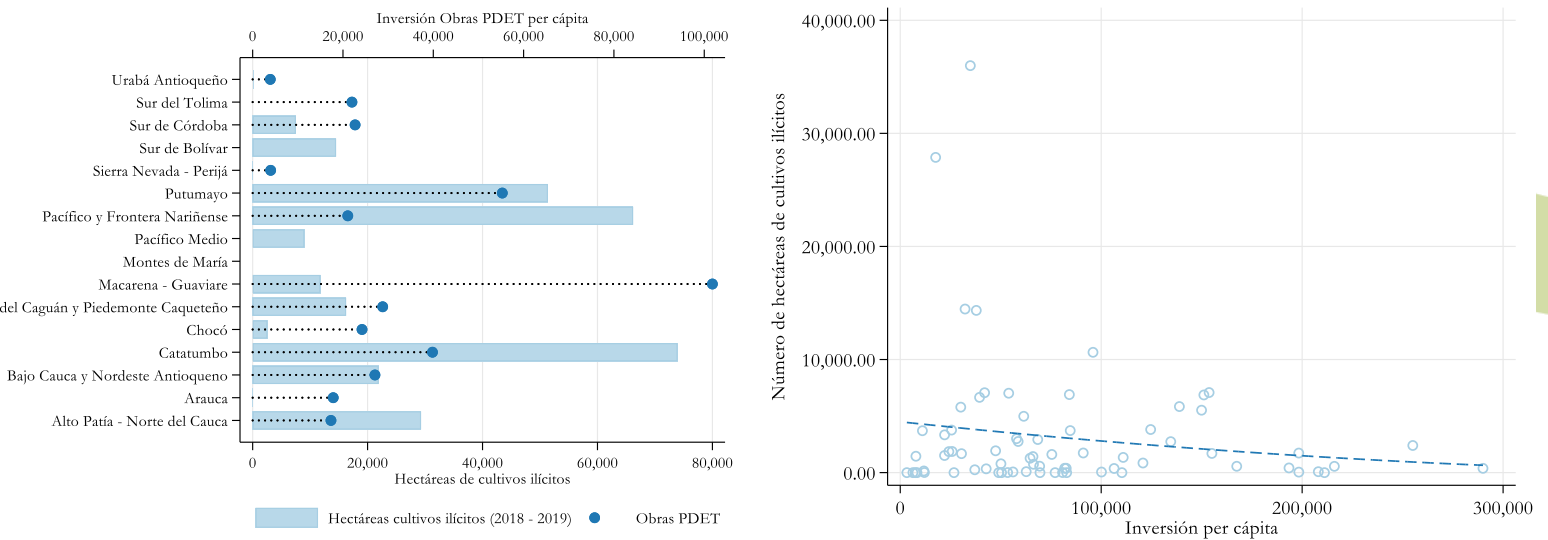 Inversión Obras PDET per cápita
0 20,000 40,000 60,000 80,000 100,000
Urabá Antioqueño
Sur del Tolima
Sur de Córdoba
Sur de Bolívar
Sierra Nevada - Perijá
Putumayo
Pacífico y Frontera Nariñense
Pacífico Medio
Montes de María
Macarena - Guaviare
del Caguán y Piedemonte Caqueteño
Chocó
Catatumbo
Bajo Cauca y Nordeste Antioqueno
Arauca
Alto Patía - Norte del Cauca
0 20,000 40,000 60,000 80,000
Hectáreas de cultivos ilícitos
Hectáreas cultivos ilícitos (2018 - 2019) Obras PDET
Número de hectáreas de cultivos ilícitos
40,000.00
30,000.00
20,000.00
10,000.00
0.00
0 100,000 200,000 300,000
Inversión per cápita